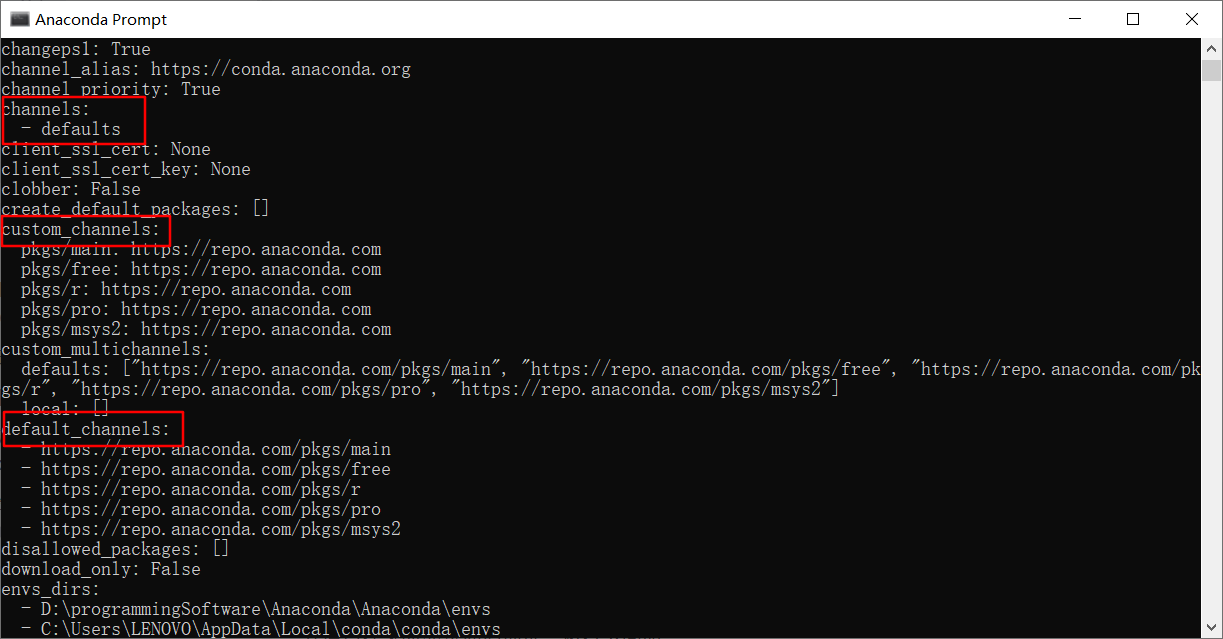 Anaconda Prompt
changeps1: True
channel_alias: https://conda.anaconda.org
channel_priority: True
channels:
  - defaults
client_ssl_cert: None
client_ssl_cert_key: None
clobber: False
create_default_packages: []
custom_channels:
  pkgs/main: https://repo.anaconda.com
  pkgs/free: https://repo.anaconda.com
  pkgs/r: https://repo.anaconda.com
  pkgs/pro: https://repo.anaconda.com
  pkgs/msys2: https://repo.anaconda.com
custom_multichannels:
  defaults: ["https://repo.anaconda.com/pkgs/main", "https://repo.anaconda.com/pkgs/free", "https://repo.anaconda.com/pk
gs/r", "https://repo.anaconda.com/pkgs/pro", "https://repo.anaconda.com/pkgs/msys2"]
  local: []
default_channels:
  - https://repo.anaconda.com/pkgs/main
  - https://repo.anaconda.com/pkgs/free
  - https://repo.anaconda.com/pkgs/r
  - https://repo.anaconda.com/pkgs/pro
  - https://repo.anaconda.com/pkgs/msys2
disallowed_packages: []
download_only: False
envs_dirs:
  - D:\programmingSoftware\Anaconda\Anaconda\envs
  - C:\Users\LENOVO\AppData\Local\conda\conda\envs